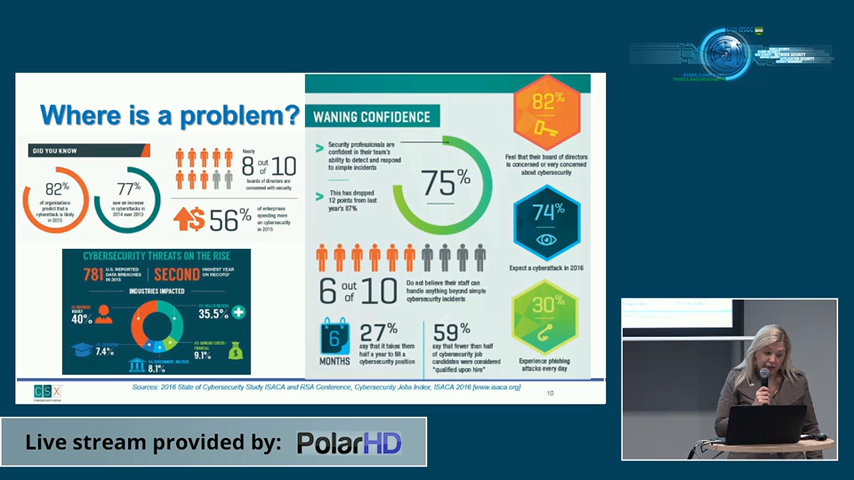 Where is a problem?
DID YOU KNOW
82%
of organizations
predict that a
cyberattack is likely
in 2015
77%
saw an increase
in cyberattacks in
2014 over 2013
Nearly
8 out of 10
boards of directors are
concerned with security
$ 56%
of enterprises
spending more
on cybersecurity
in 2015
CYBERSECURITY THREATS ON THE RISE
781 U.S. REPORTED DATA BREACHES IN 2015
SECOND HIGHEST YEAR ON RECORD
INDUSTRIES IMPACTED
40%
35.5%
7.4%
8.1%
9.1%
WANING CONFIDENCE
Security professionals are
confident in their team's
ability to detect and respond
to simple incidents
This has dropped
12 points from last
year's 87%
75%
82%
Feel that their board of directors
is concerned or very concerned
about cybersecurity
74%
Expect a cyberattack in 2016
30%
Experience phishing
attacks every day
6 out of 10
Do not believe their staff can
handle anything beyond simple
cybersecurity incidents
6
MONTHS
27%
say that it takes them
half a year to fill a
cybersecurity position
59%
say that fewer than half
of cybersecurity job
candidates were considered
"qualified upon hire"
CSX
Sources: 2016 State of Cybersecurity Study ISACA and RSA Conference, Cybersecurity Jobs Index, ISACA 2016 [www.isaca.org]
10
Live stream provided by: PolarHD